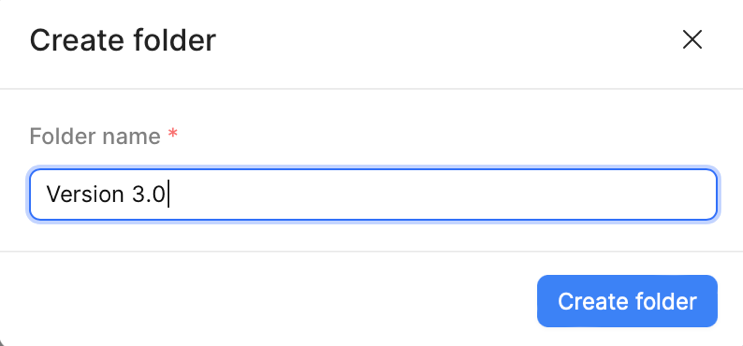 Create folder
Folder name *
Version 3.0
Create folder